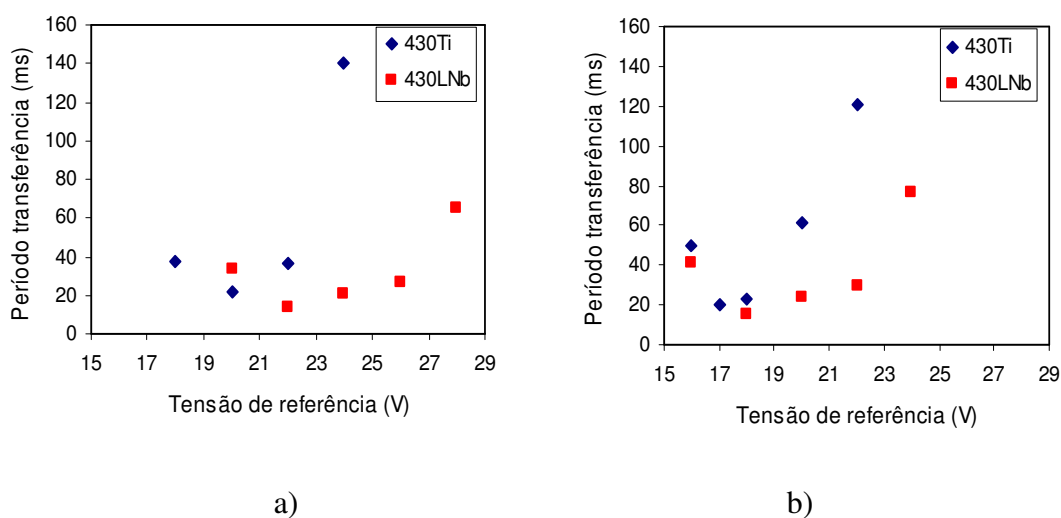 160
140
120
100
80
60
40
20
0
Período transferência (ms)
430Ti
430LNb
15 17 19 21 23 25 27 29
Tensão de referência (V)
a)
160
140
120
100
80
60
40
20
0
Período transferência (ms)
430Ti
430LNb
15 17 19 21 23 25 27 29
Tensão de referência (V)
b)